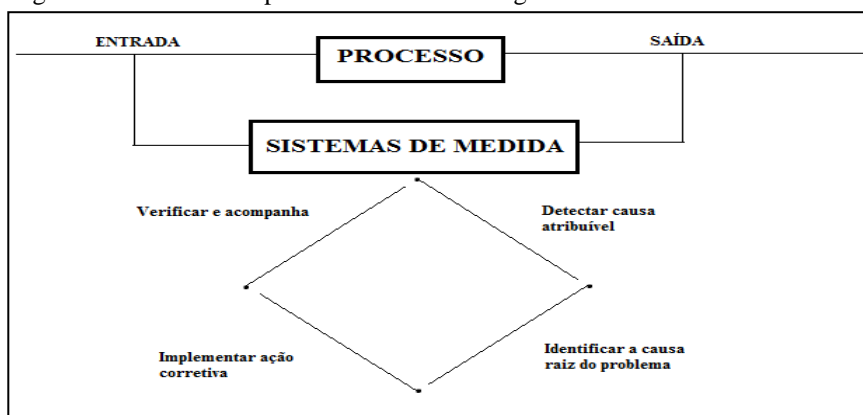 ENTRADA
PROCESSO
SAÍDA
SISTEMAS DE MEDIDA
Verificar e acompanha
Detectar causa
atribuível
Implementar ação
corretiva
Identificar a causa
raiz do problema